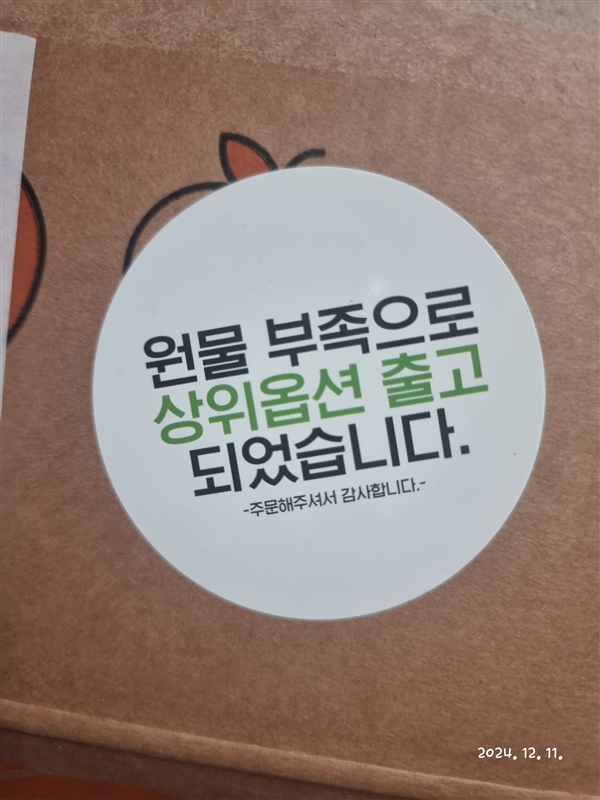 원물 부족으로
상위옵션 출고
되었습니다.
-주문해주셔서 감사합니다.-
2024. 12. 11.